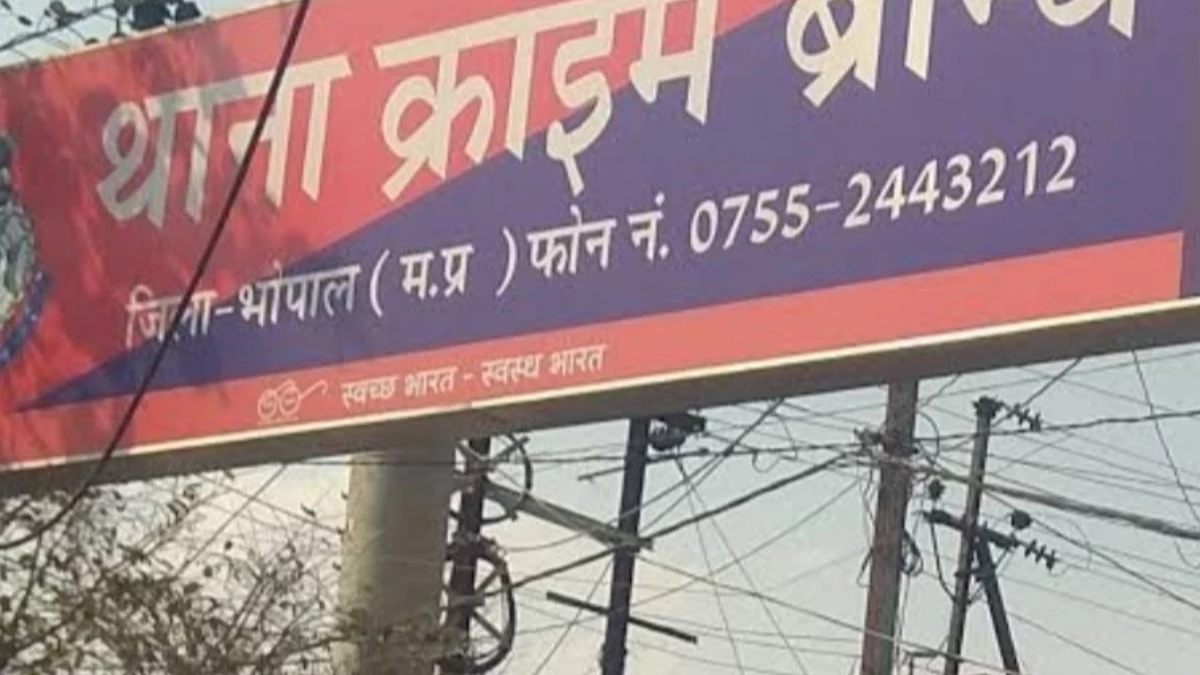 थाना क्राइम ब्रान्च
जिला-भोपाल ( म.प्र ) फोन नं. 0755-2443212
स्वच्छ भारत - स्वस्थ भारत